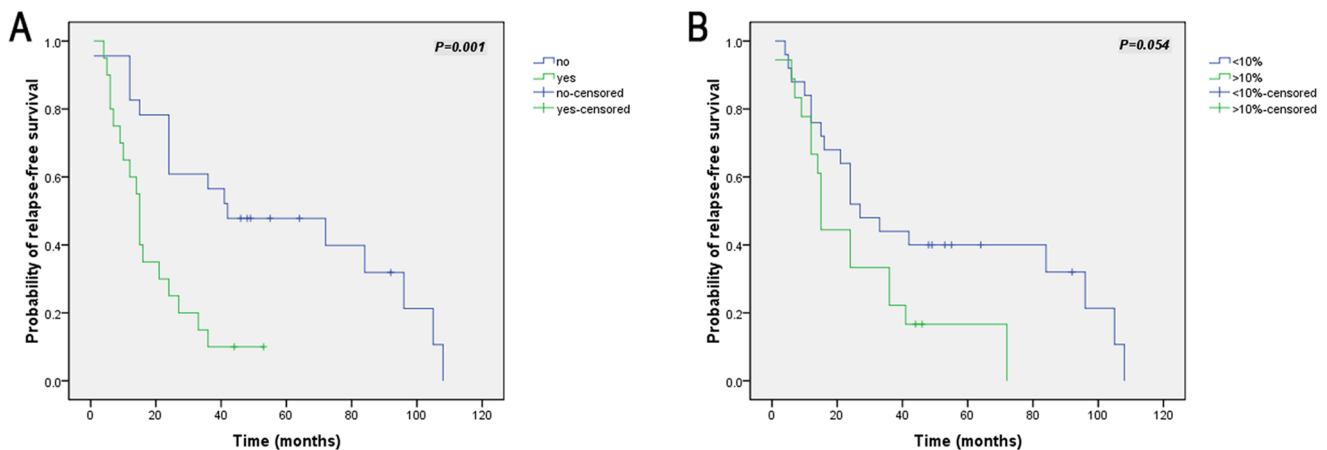 A
P=0.001
no
yes
no-censored
yes-censored
Probability of relapse-free survival
1.0
0.8
0.6
0.4
0.2
0.0
0 20 40 60 80 100 120
Time (months)
B
P=0.054
<10%
>10%
<10%-censored
>10%-censored
Probability of relapse-free survival
1.0
0.8
0.6
0.4
0.2
0.0
0 20 40 60 80 100 120
Time (months)